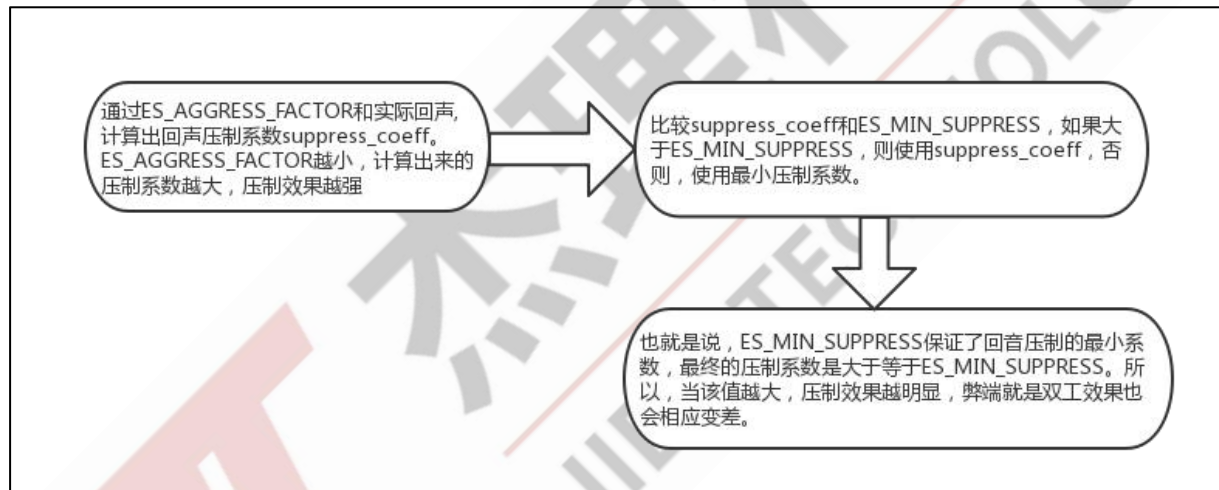 通过ES_AGGRESS_FACTOR和实际回声,
计算出回声压制系数suppress_coeff。
ES_AGGRESS_FACTOR越小，计算出来的
压制系数越大，压制效果越强
比较suppress_coeff和ES_MIN_SUPPRESS，如果大
于ES_MIN_SUPPRESS，则使用suppress_coeff，否
则，使用最小压制系数。
也就是说，ES_MIN_SUPPRESS保证了回音压制的最小系
数，最终的压制系数是大于等于ES_MIN_SUPPRESS。所
以，当该值越大，压制效果越明显，弊端就是双工效果也
会相应变差。